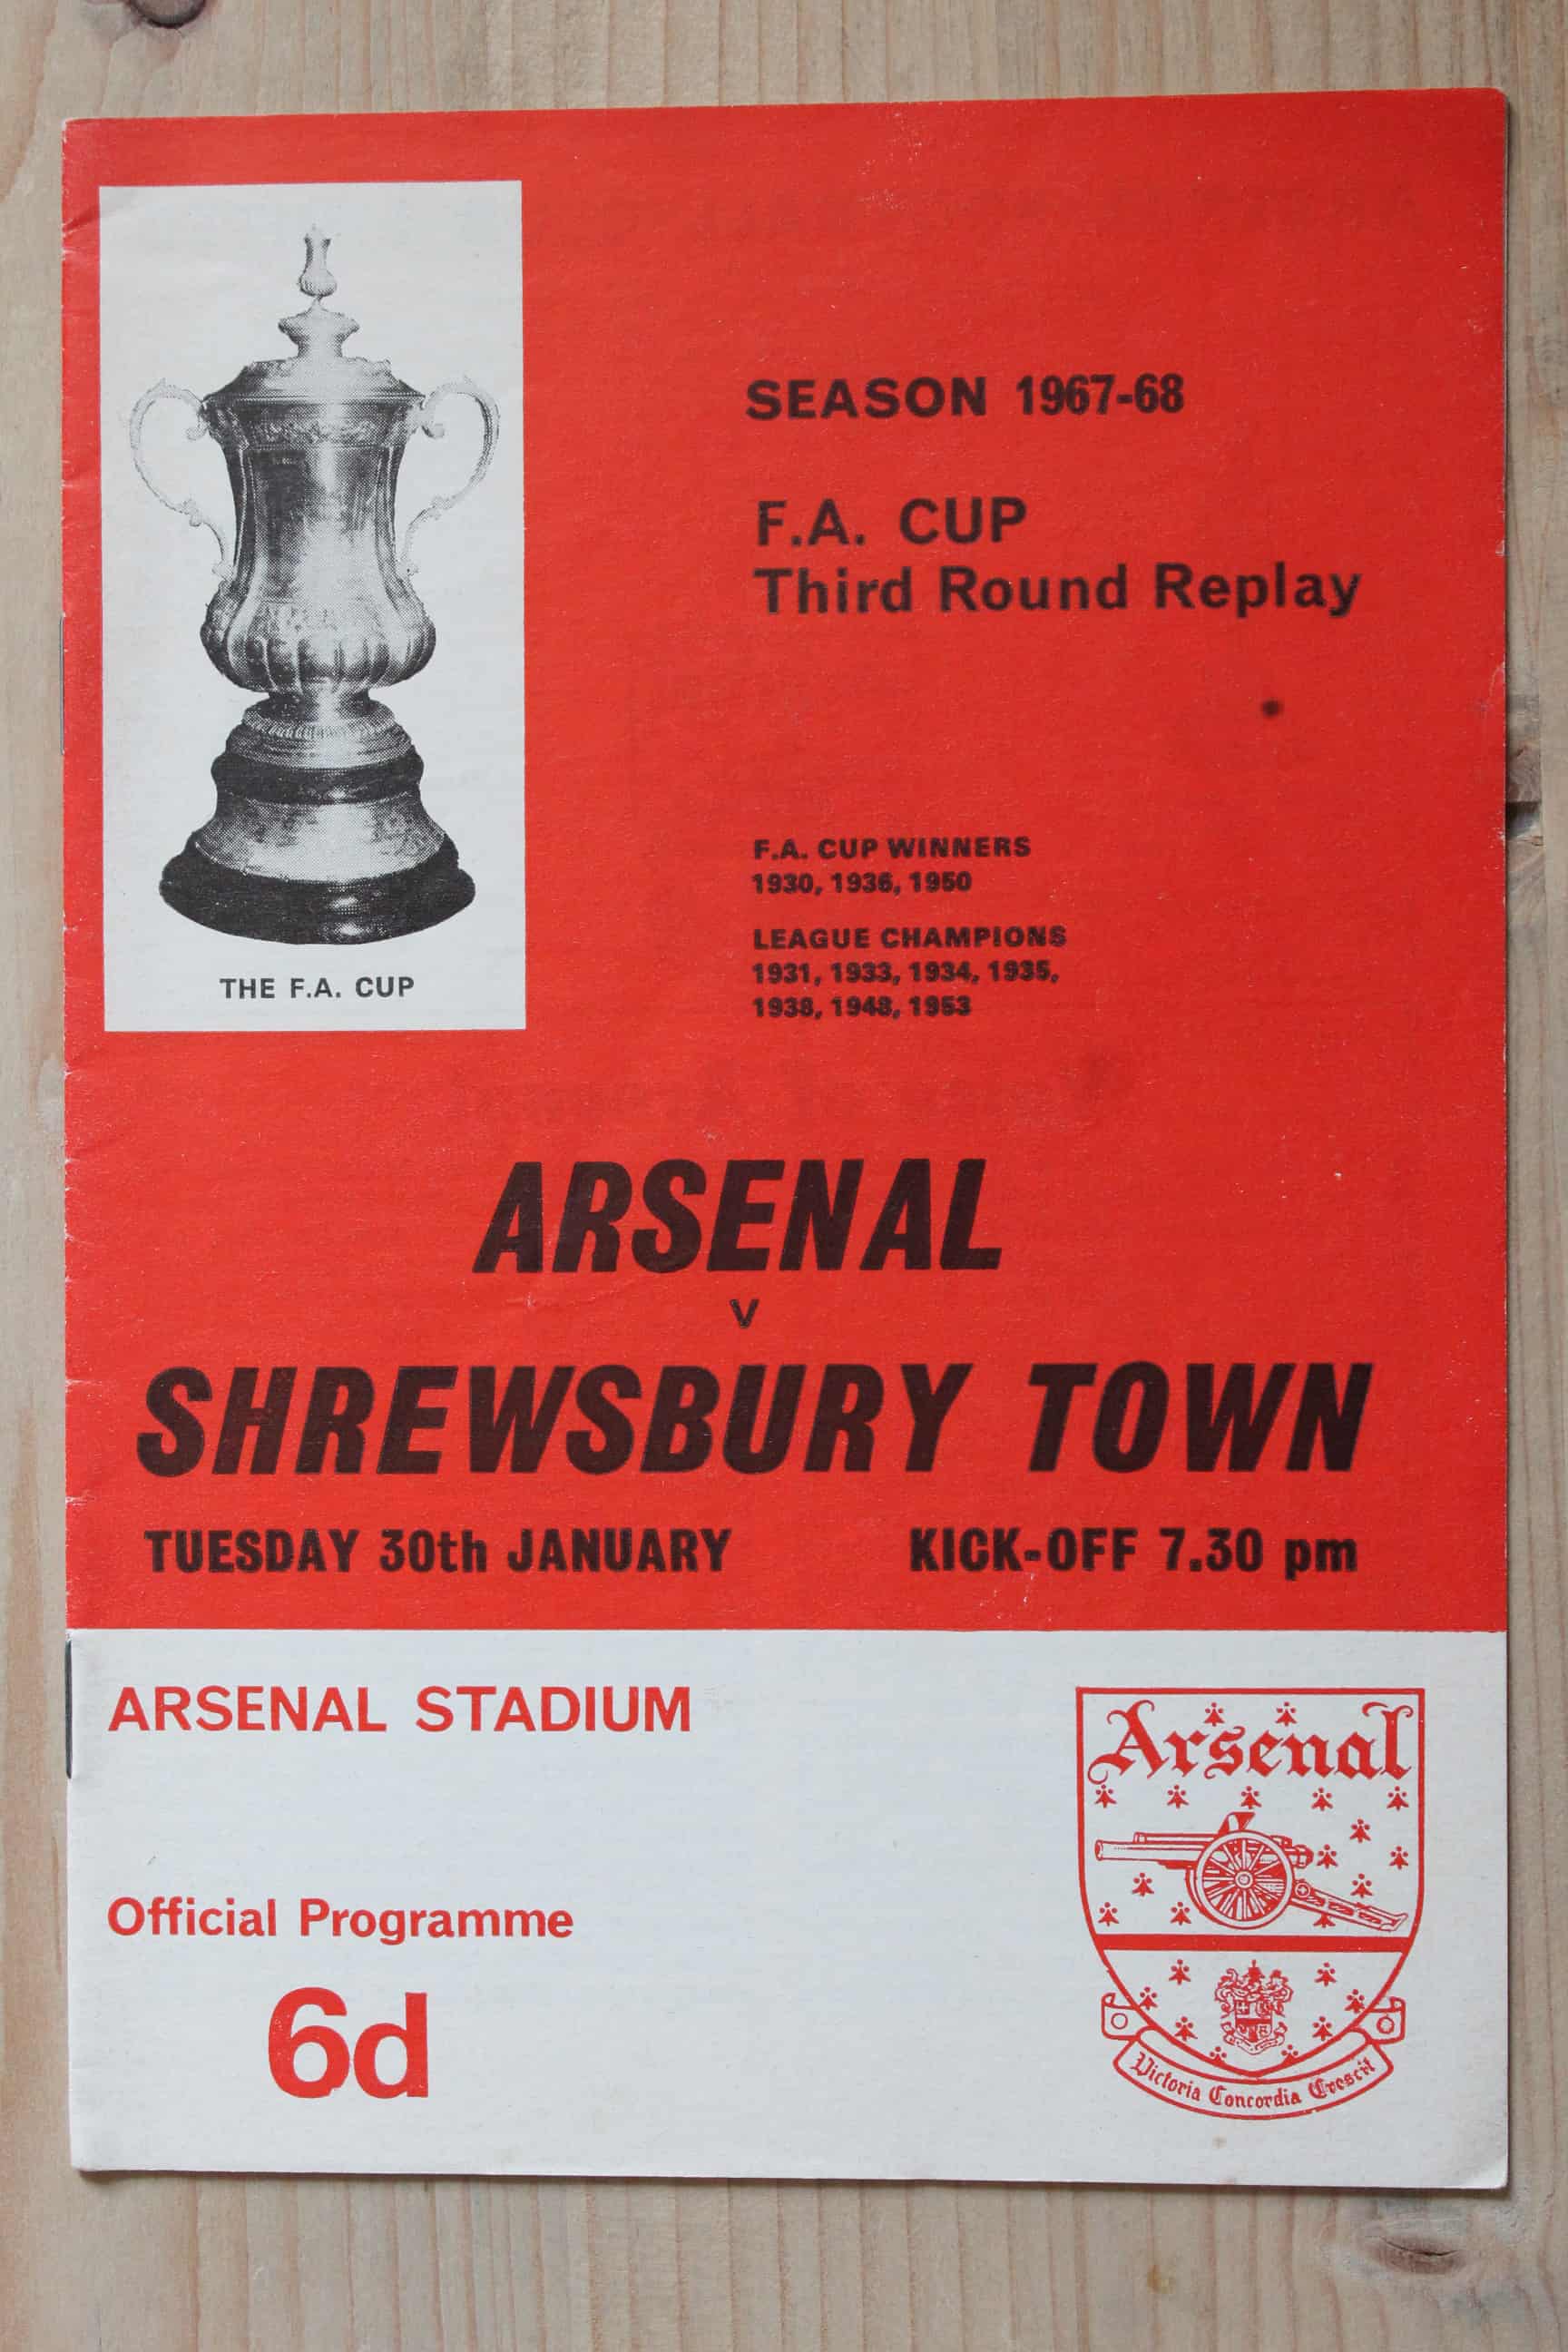 SEASON 1967-68
F.A. CUP
Third Round Replay
F.A. CUP WINNERS
1930, 1936, 1950
LEAGUE CHAMPIONS
1931, 1933, 1934, 1935,
1938, 1948, 1953
THE F.A. CUP
ARSENAL
v
SHREWSBURY TOWN
TUESDAY 30th JANUARY KICK-OFF 7.30 pm
ARSENAL STADIUM
Official Programme
6d
Arsenal
Victoria Concordia Crescit